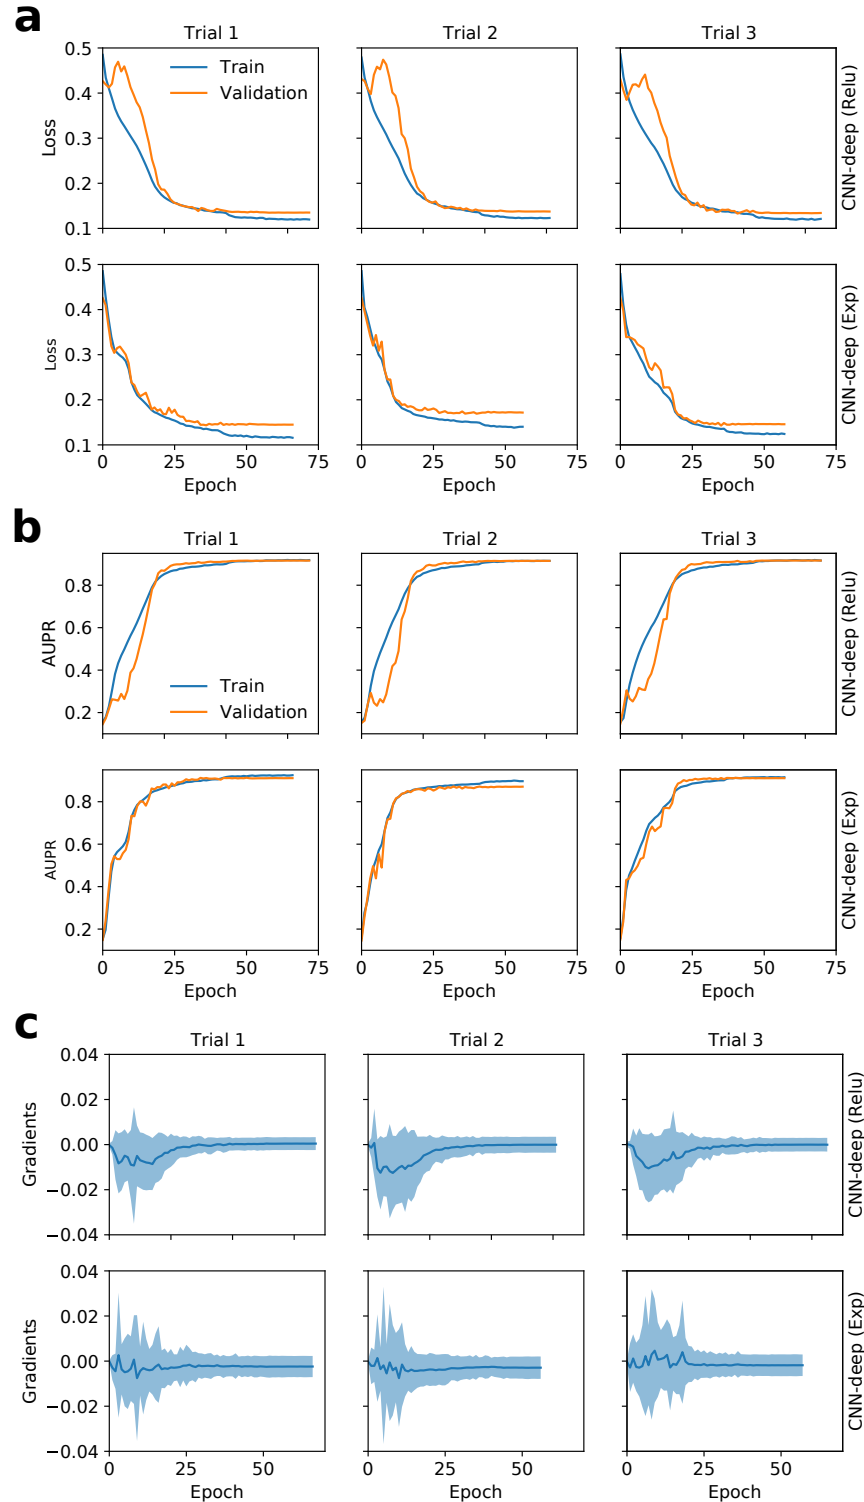 a
Trial 1 Trial 2 Trial 3
0.5
0.4
0.3
0.2
0.1
Loss
Train
Validation
CNN-deep (Relu)
0.5
0.4
0.3
0.2
0.1
Loss
CNN-deep (Exp)
0 25 50 75 0 25 50 75 0 25 50 75
Epoch Epoch Epoch
b
Trial 1 Trial 2 Trial 3
0.8
0.6
0.4
0.2
AUPR
Train
Validation
CNN-deep (Relu)
0.8
0.6
0.4
0.2
AUPR
CNN-deep (Exp)
0 25 50 75 0 25 50 75 0 25 50 75
Epoch Epoch Epoch
c
Trial 1 Trial 2 Trial 3
0.04
0.02
0.00
−0.02
−0.04
Gradients
CNN-deep (Relu)
0.04
0.02
0.00
−0.02
−0.04
Gradients
CNN-deep (Exp)
0 50 0 50 0 25 50 75
Epoch Epoch Epoch